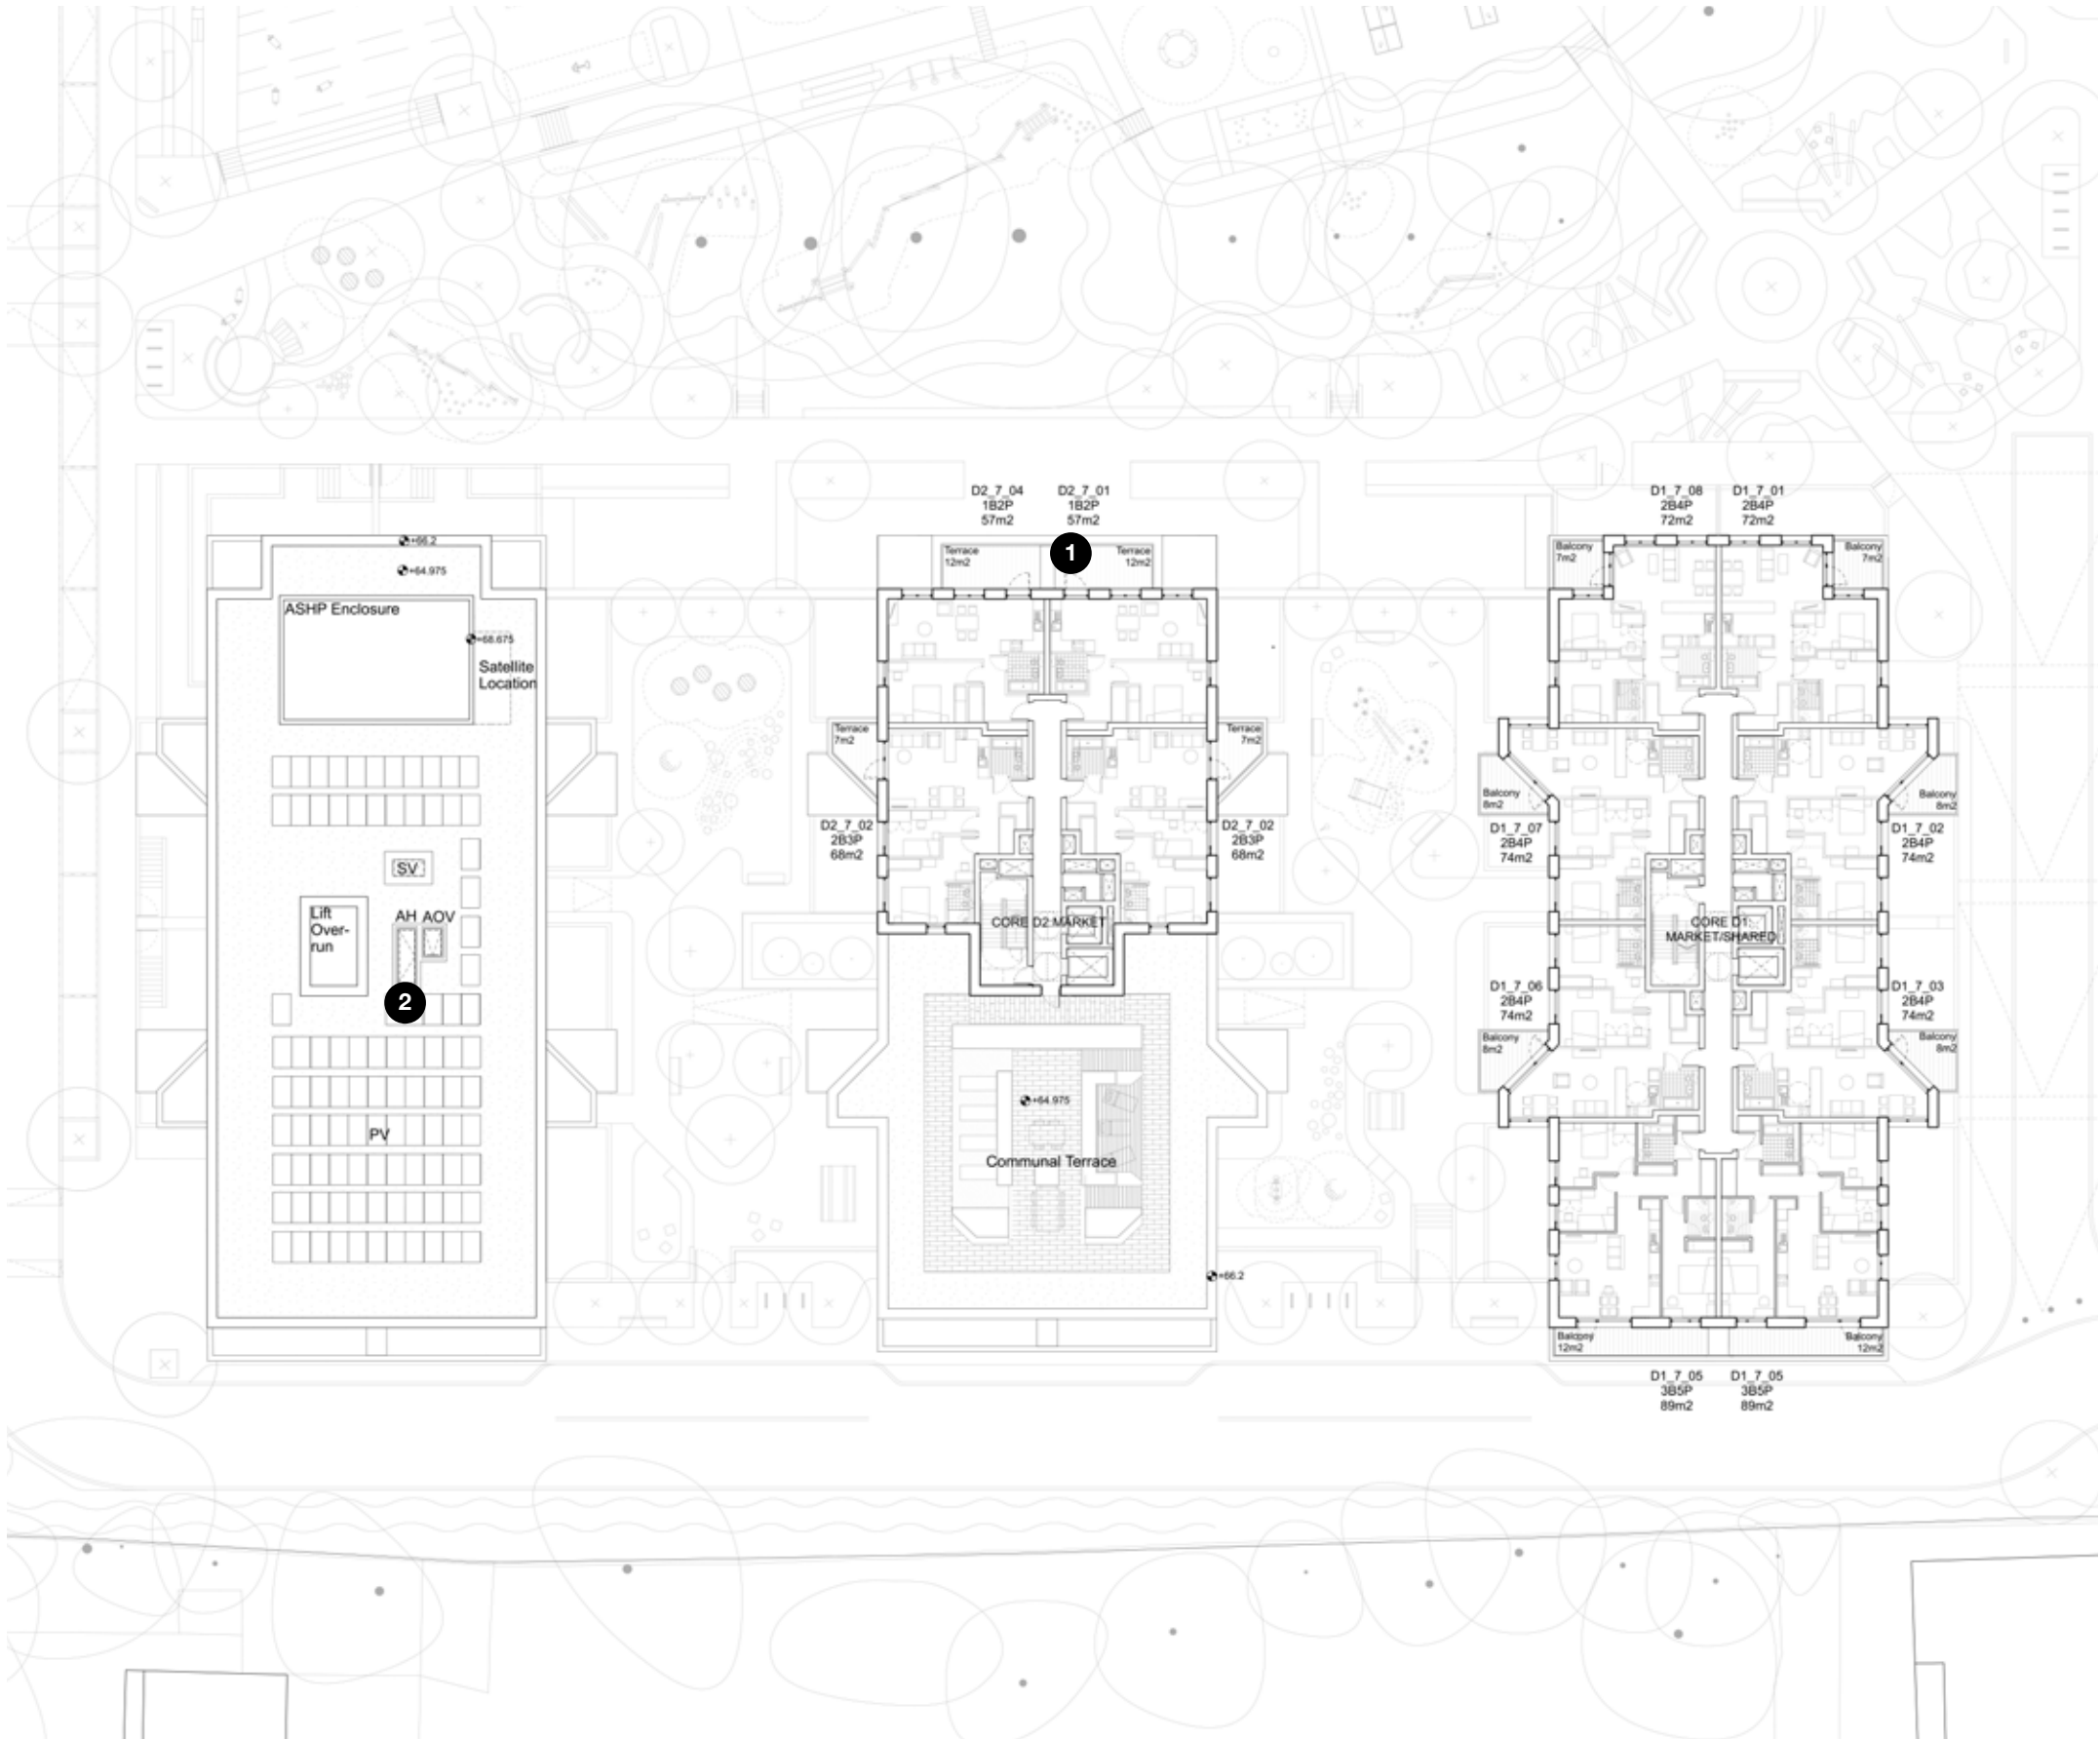 D2_7_04
1B2P
57m2
D2_7_01
1B2P
57m2
D1_7_08
2B4P
72m2
D1_7_01
2B4P
72m2
+66.2
+64.975
ASHP Enclosure
+68.675
Satellite
Location
Terrace
12m2
1
Terrace
12m2
Balcony
7m2
Balcony
7m2
Terrace
7m2
Terrace
7m2
Balcony
8m2
Balcony
8m2
D2_7_02
2B3P
68m2
D2_7_02
2B3P
68m2
D1_7_07
2B4P
74m2
D1_7_02
2B4P
74m2
SV
Lift
Over-
run
AH
AOV
2
CORE D2 MARKET
CORE D1
MARKET/SHARED
D1_7_06
2B4P
74m2
D1_7_03
2B4P
74m2
Balcony
8m2
Balcony
8m2
+64.975
PV
Communal Terrace
+66.2
Balcony
12m2
Balcony
12m2
D1_7_05
3B5P
89m2
D1_7_05
3B5P
89m2